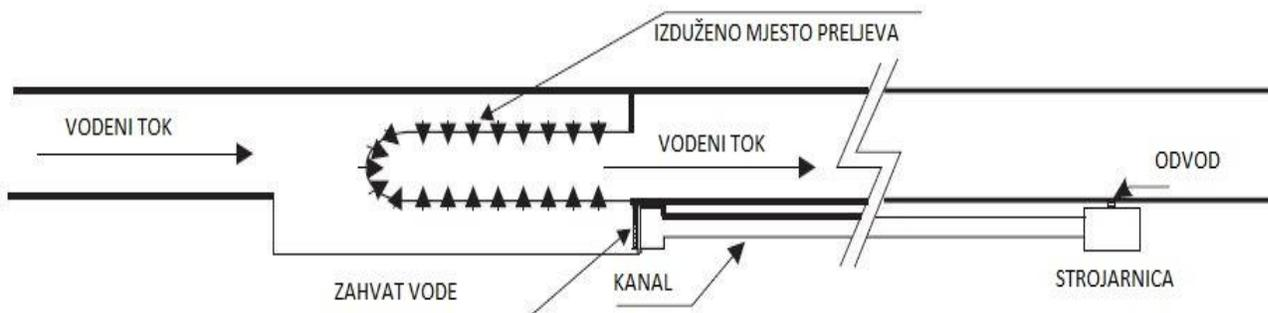 IZDUŽENO MJESTO PRELJEVA
VODENI TOK
VODENI TOK
ODVOD
ZAHVAT VODE
KANAL
STROJARNICA